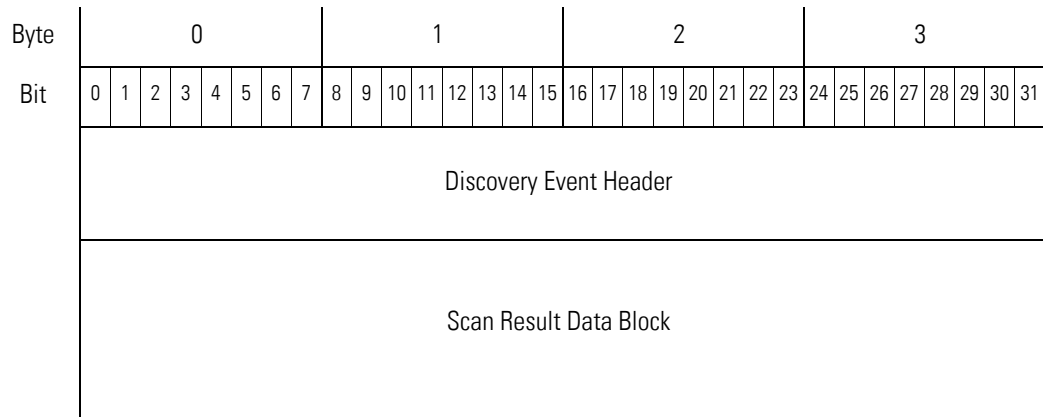 Byte 0 1 2 3
Bit 0 1 2 3 4 5 6 7 8 9 10 11 12 13 14 15 16 17 18 19 20 21 22 23 24 25 26 27 28 29 30 31
Discovery Event Header
Scan Result Data Block